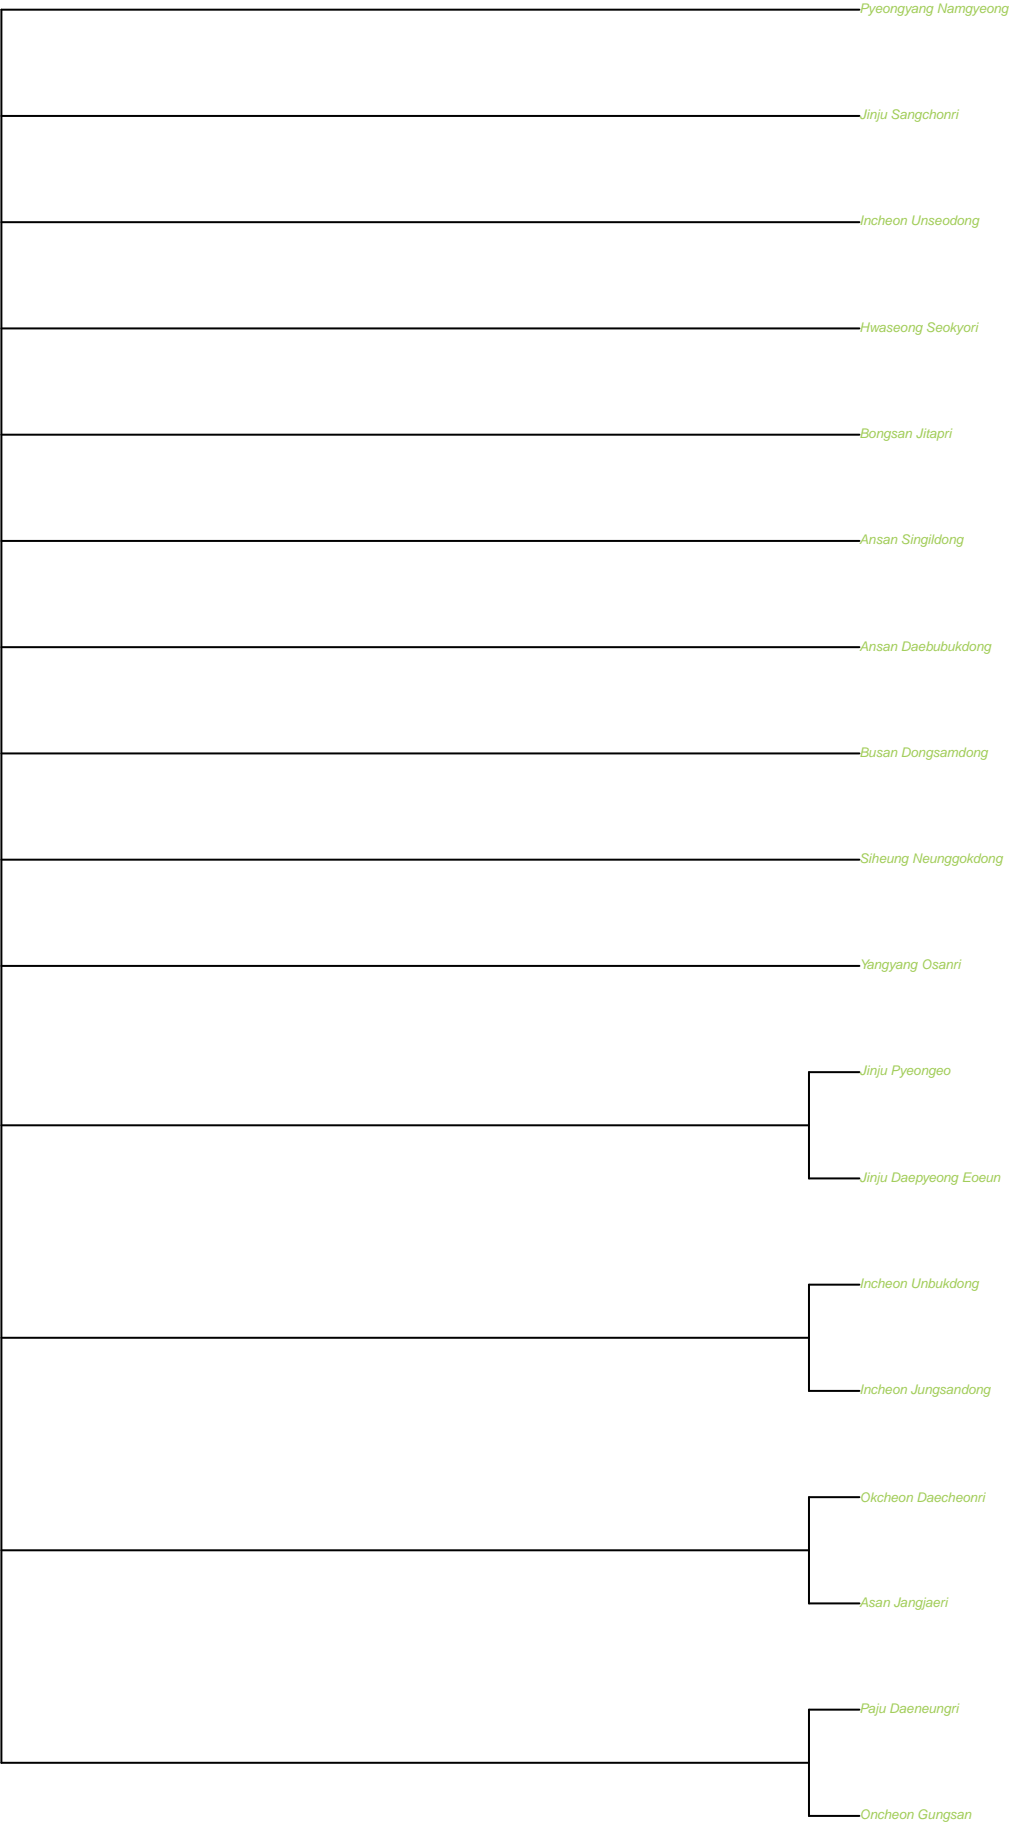 Pyeongyang Namgyeong
Jinju Sangchonri
Incheon Unseodong
Hwaseong Seokyori
Bongsan Jitapri
Ansan Singildong
Ansan Daebubukdong
Busan Dongsamdong
Siheung Neunggokdong
Yangyang Osanri
Jinju Pyeongeo
Jinju Daepyeong Eoeun
Incheon Unbukdong
Incheon Jungsandong
Okcheon Daecheonri
Asan Jangjaeri
Paju Daeneungri
Oncheon Gungsan